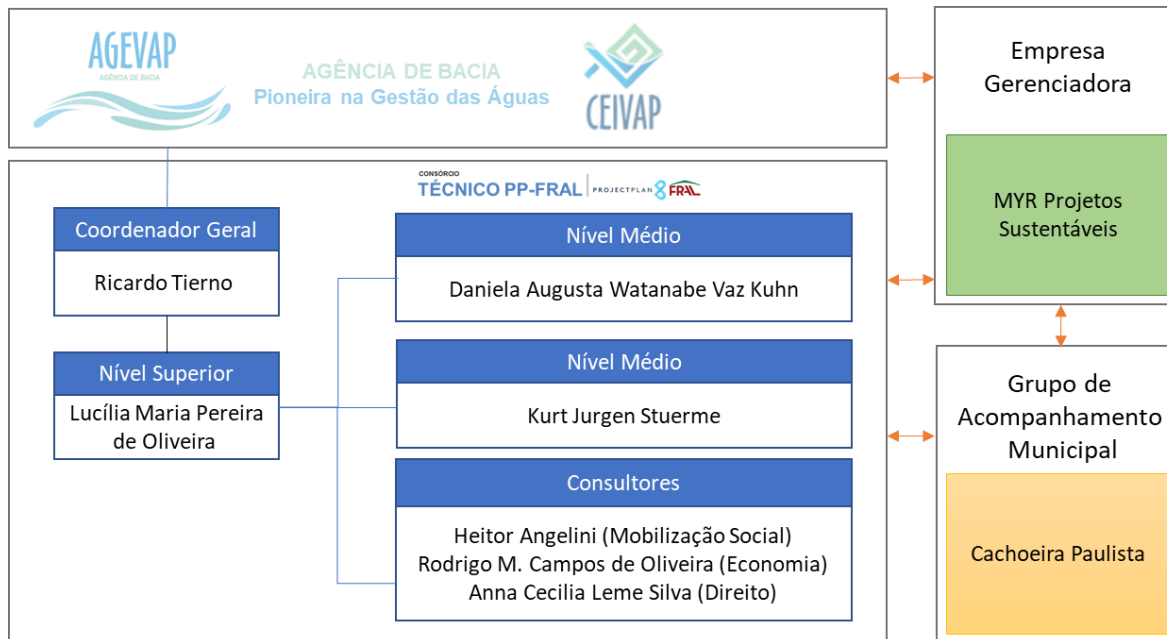 AGEVAP
AGÊNCIA DE BACIA
AGÊNCIA DE BACIA
Pioneira na Gestão das Águas
CEIVAP
Empresa
Gerenciadora
MYR Projetos
Sustentáveis
CONSÓRCIO
TÉCNICO PP-FRAL
PROJECTPLAN
FRAL
Coordenador Geral
Ricardo Tierno
Nível Superior
Lucília Maria Pereira
de Oliveira
Nível Médio
Daniela Augusta Watanabe Vaz Kuhn
Nível Médio
Kurt Jurgen Stuerme
Consultores
Heitor Angelini (Mobilização Social)
Rodrigo M. Campos de Oliveira (Economia)
Anna Cecilia Leme Silva (Direito)
Grupo de
Acompanhamento
Municipal
Cachoeira Paulista